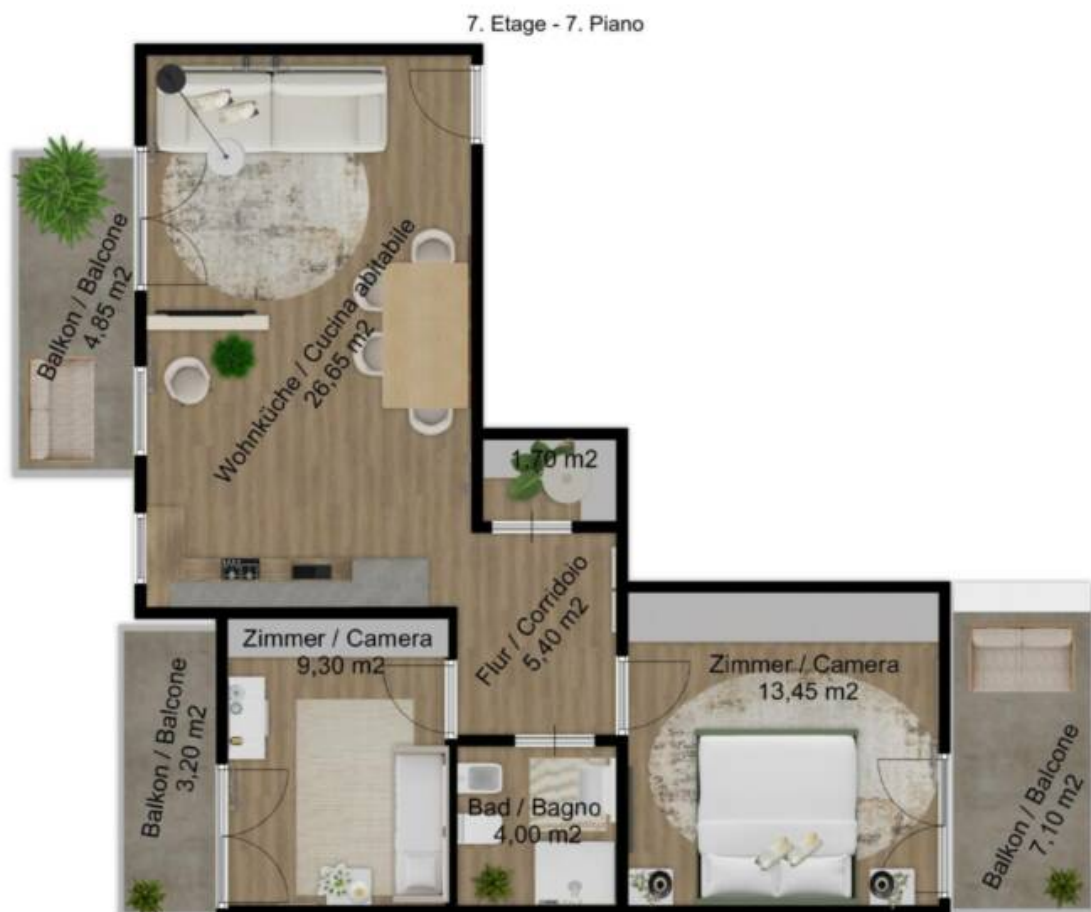 7. Etage - 7. Piano
Balkon / Balcone
4,85 m2
Wohnküche / Cucina abitabile
26,65 m2
1,70 m2
Flur / Corridoio
5,40 m2
Zimmer / Camera
9,30 m2
Zimmer / Camera
13,45 m2
Balkon / Balcone
3,20 m2
Bad / Bagno
4,00 m2
Balkon / Balcone
7,10 m2